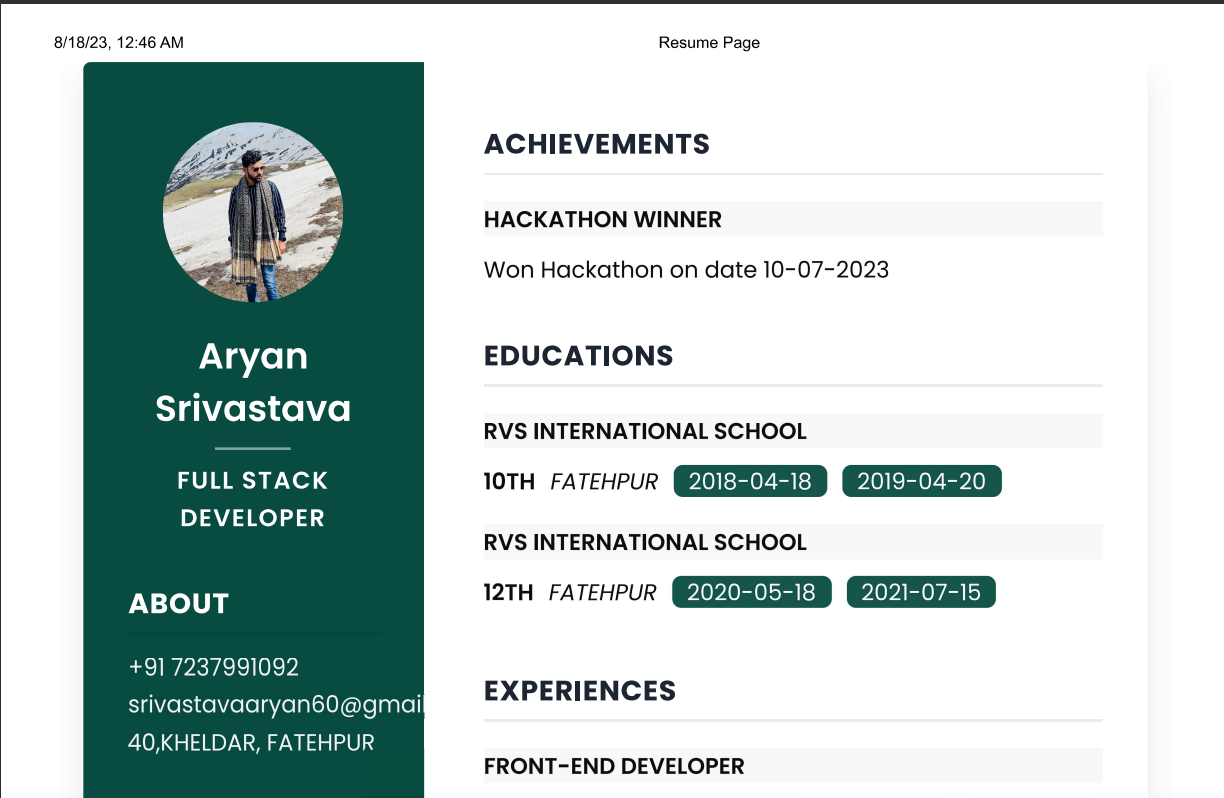 8/18/23, 12:46 AM
Resume Page
Aryan
Srivastava
FULL STACK
DEVELOPER
ABOUT
+91 7237991092
srivastavaaryan60@gmail
40,KHELDAR, FATEHPUR
ACHIEVEMENTS
HACKATHON WINNER
Won Hackathon on date 10-07-2023
EDUCATIONS
RVS INTERNATIONAL SCHOOL
10TH FATEHPUR 2018-04-18 2019-04-20
RVS INTERNATIONAL SCHOOL
12TH FATEHPUR 2020-05-18 2021-07-15
EXPERIENCES
FRONT-END DEVELOPER